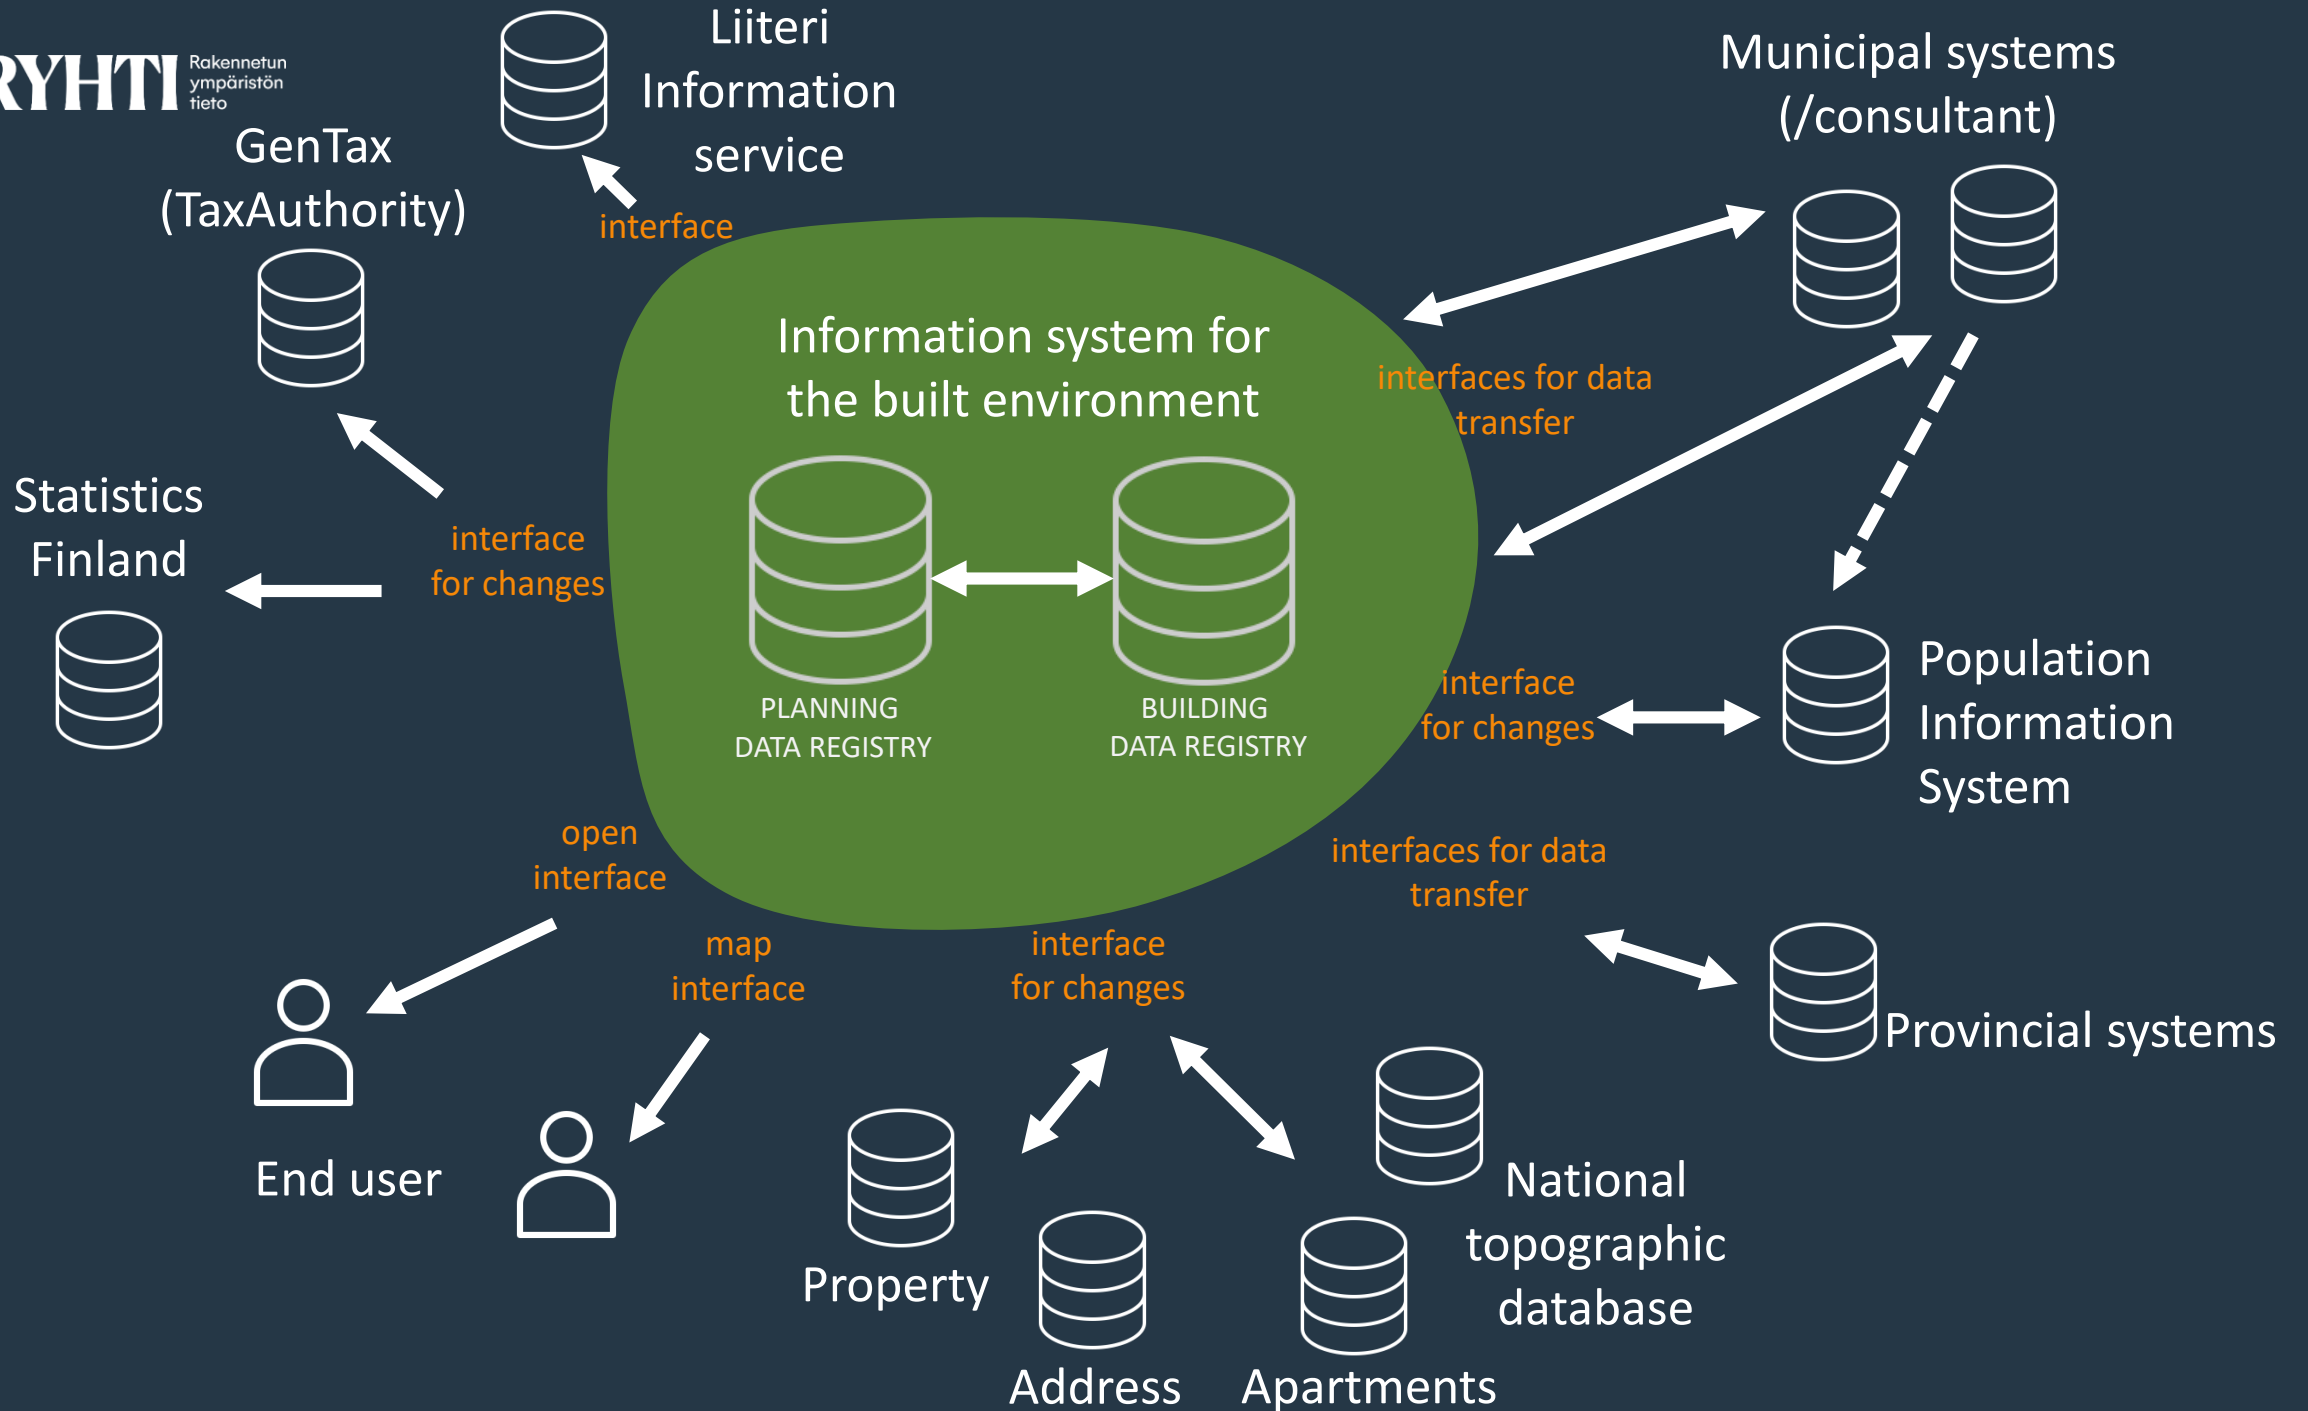 RYHTI
Rakennetun
ympäristön
tieto
Liiteri
Information
service
GenTax
(TaxAuthority)
Municipal systems
(/consultant)
interface
Information system for
the built environment
interfaces for data
transfer
Statistics
Finland
interface
for changes
PLANNING
DATA REGISTRY
BUILDING
DATA REGISTRY
interface
for changes
Population
Information
System
open
interface
interfaces for data
transfer
map
interface
interface
for changes
Provincial systems
End user
National
topographic
database
Property
Address
Apartments